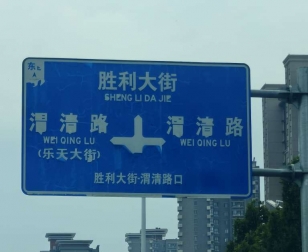 东
胜利大街
SHENG LI DA JIE
渭清路
WEI QING LU
(乐天大街)
渭清路
WEI QING LU
胜利大街·渭清路口